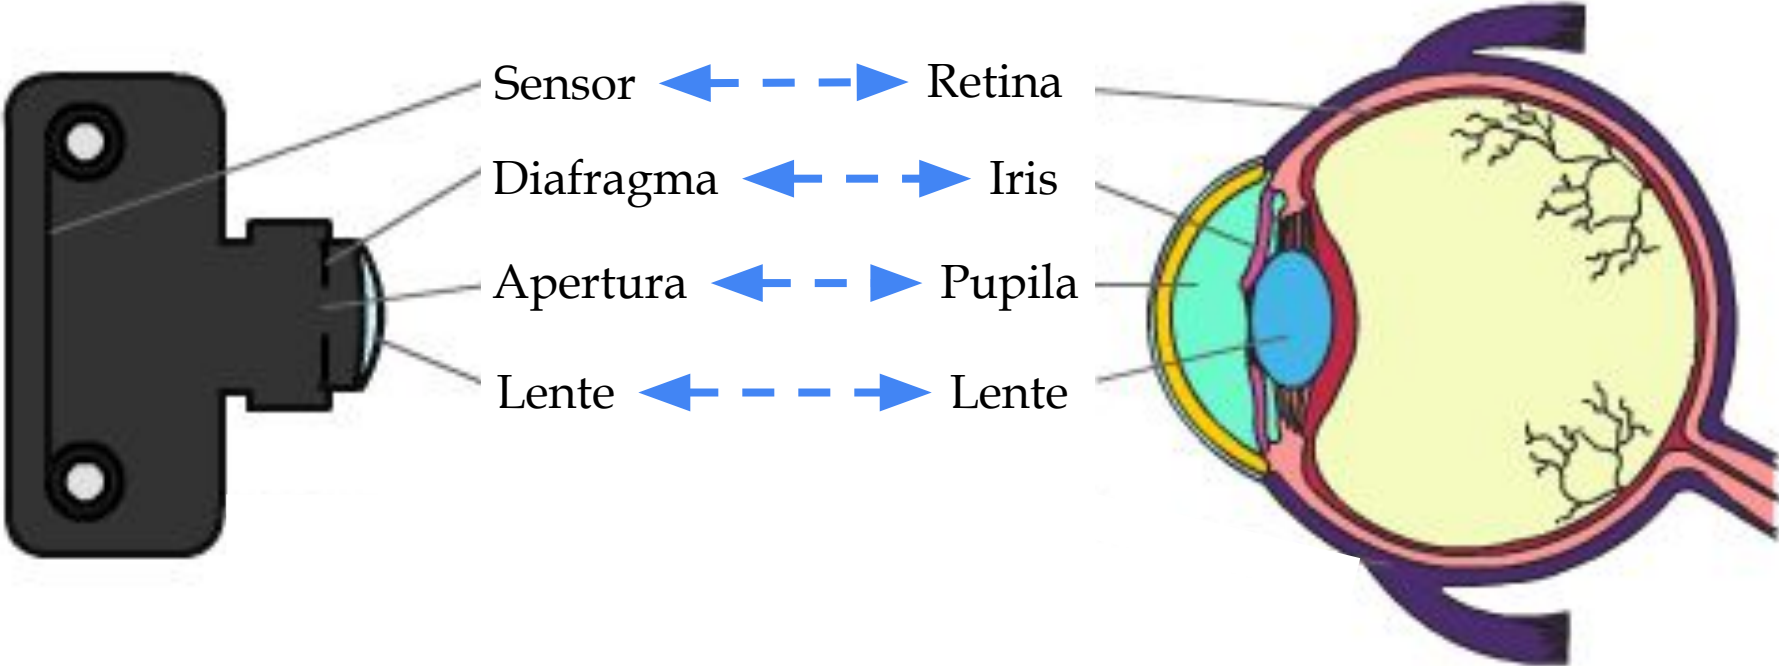 Sensor Retina
Diafragma Iris
Apertura Pupila
Lente Lente